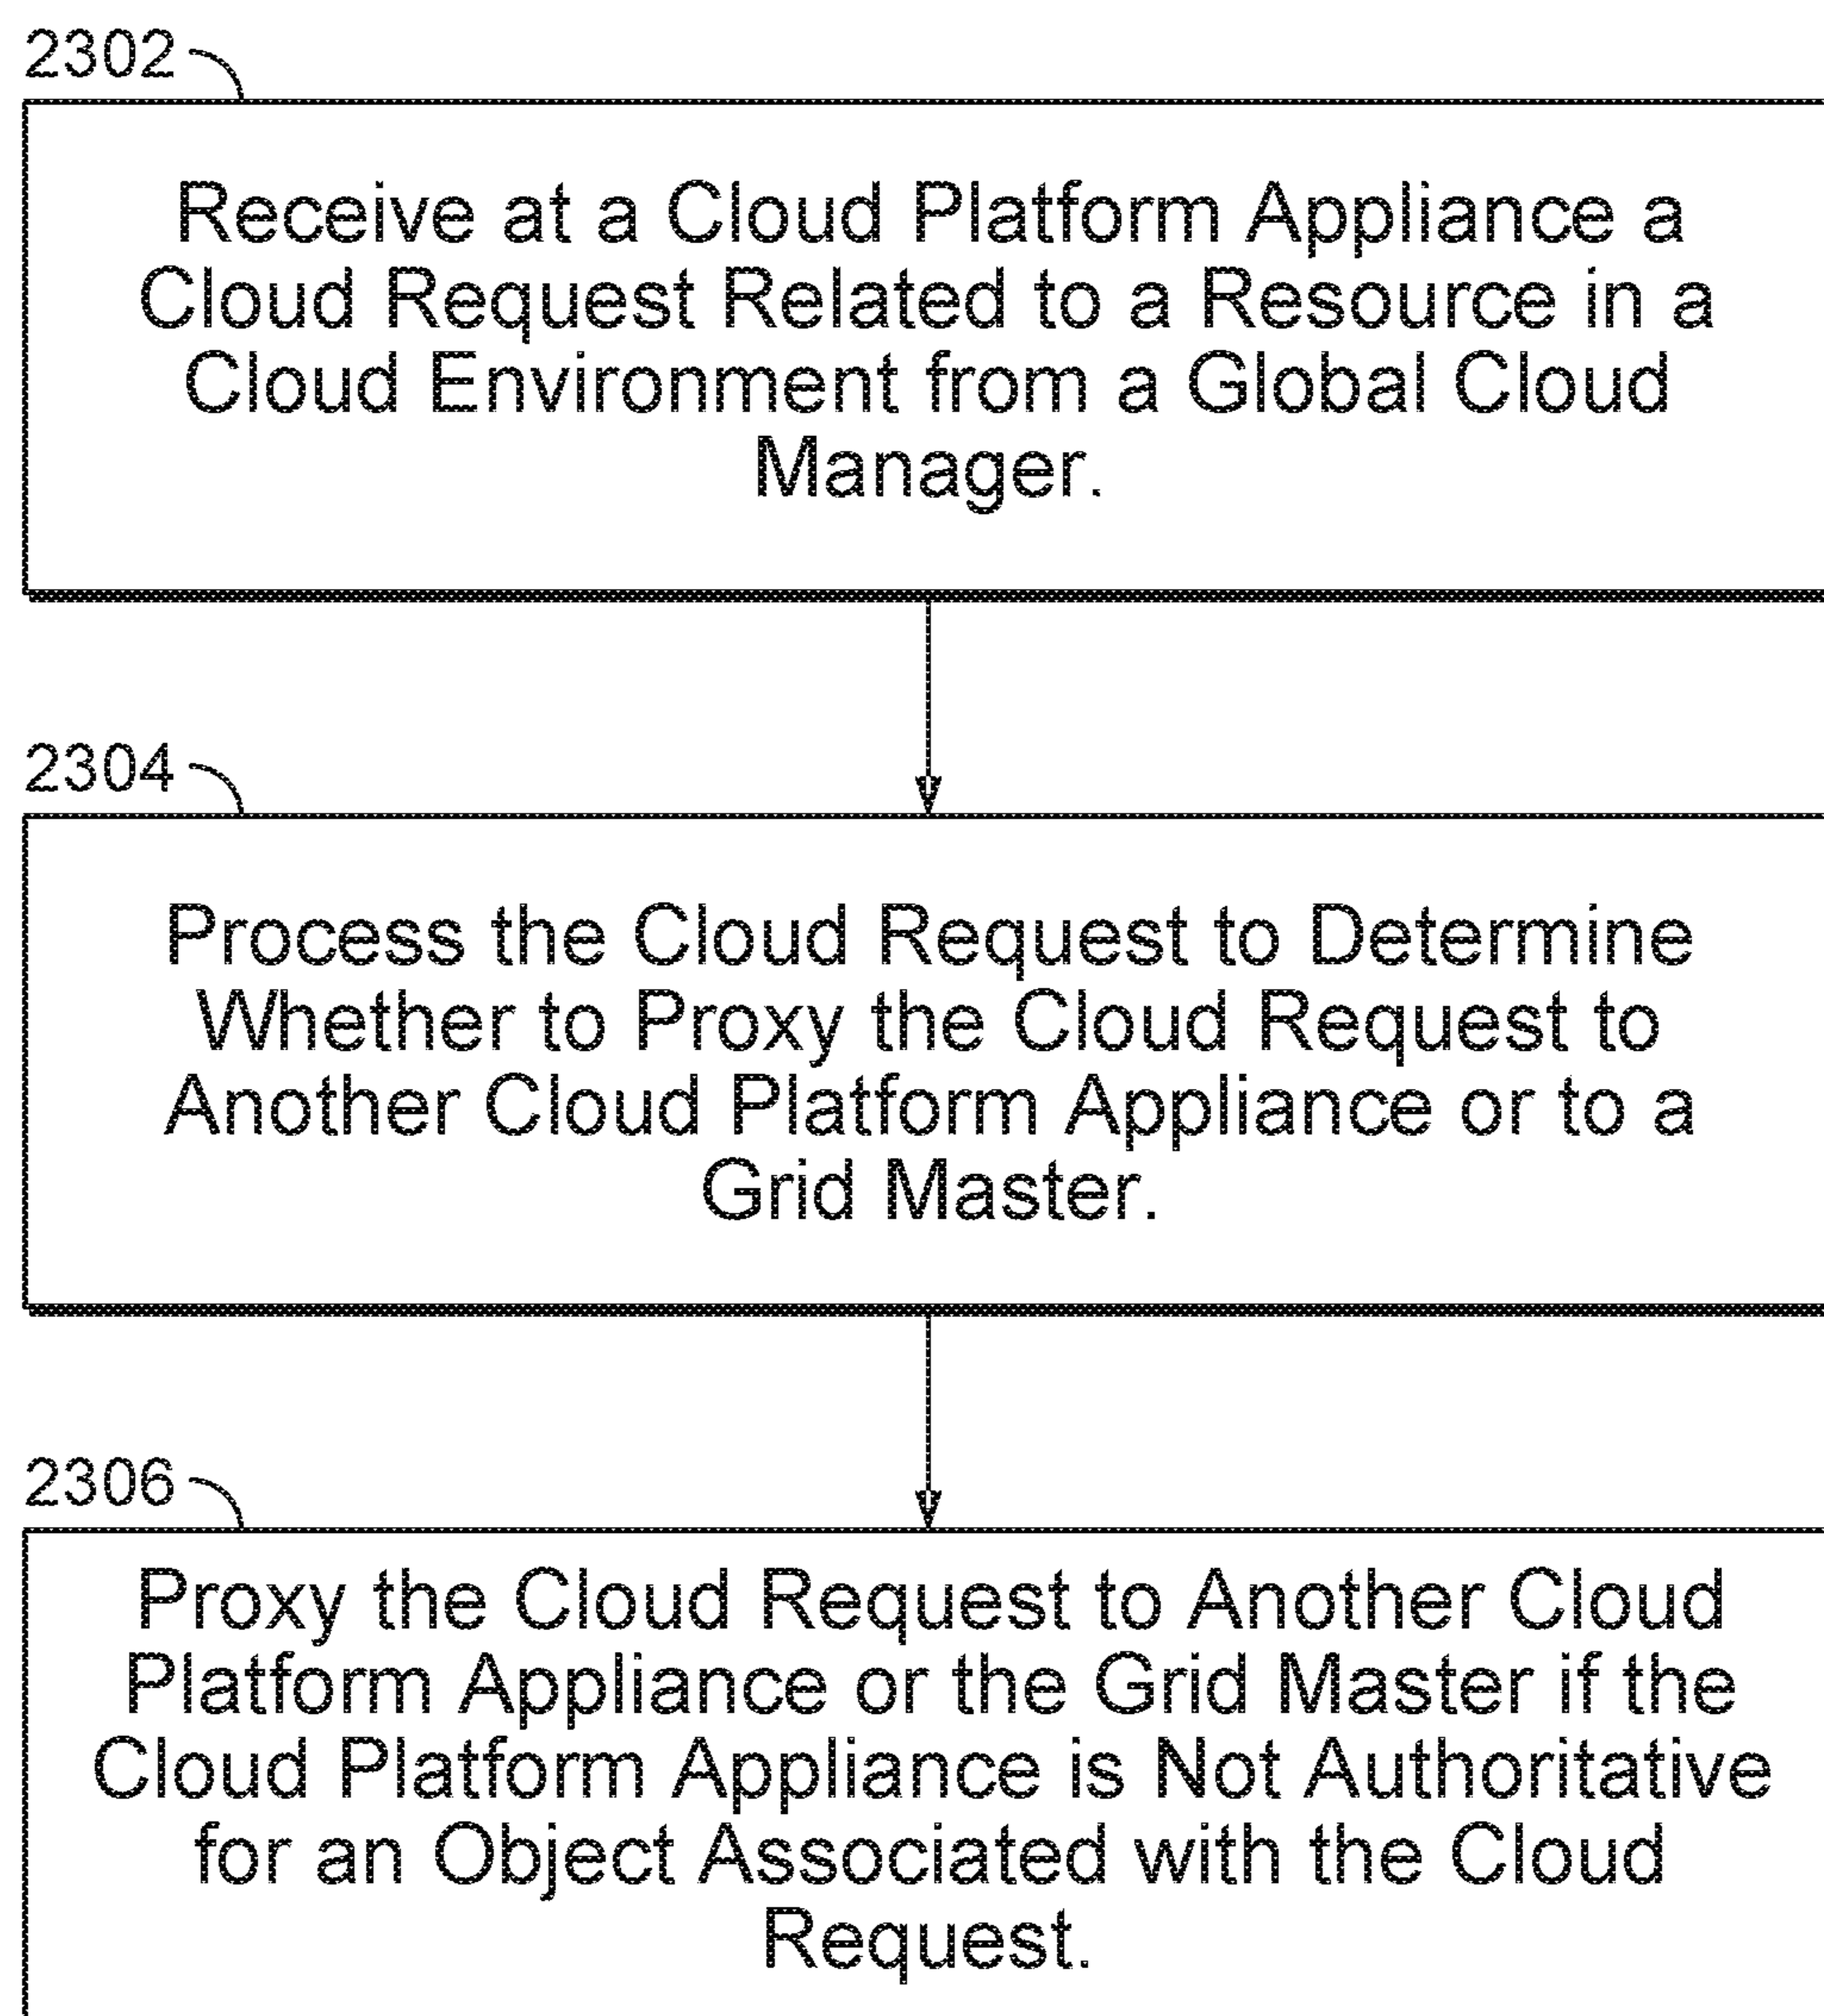 2302
Receive at a Cloud Platform Appliance a
Cloud Request Related to a Resource in a
Cloud Environment from a Global Cloud
Manager.
2304
Process the Cloud Request to Determine
Whether to Proxy the Cloud Request to
Another Cloud Platform Appliance or to a
Grid Master.
2306
Proxy the Cloud Request to Another Cloud
Platform Appliance or the Grid Master if the
Cloud Platform Appliance is Not Authoritative
for an Object Associated with the Cloud
Request.